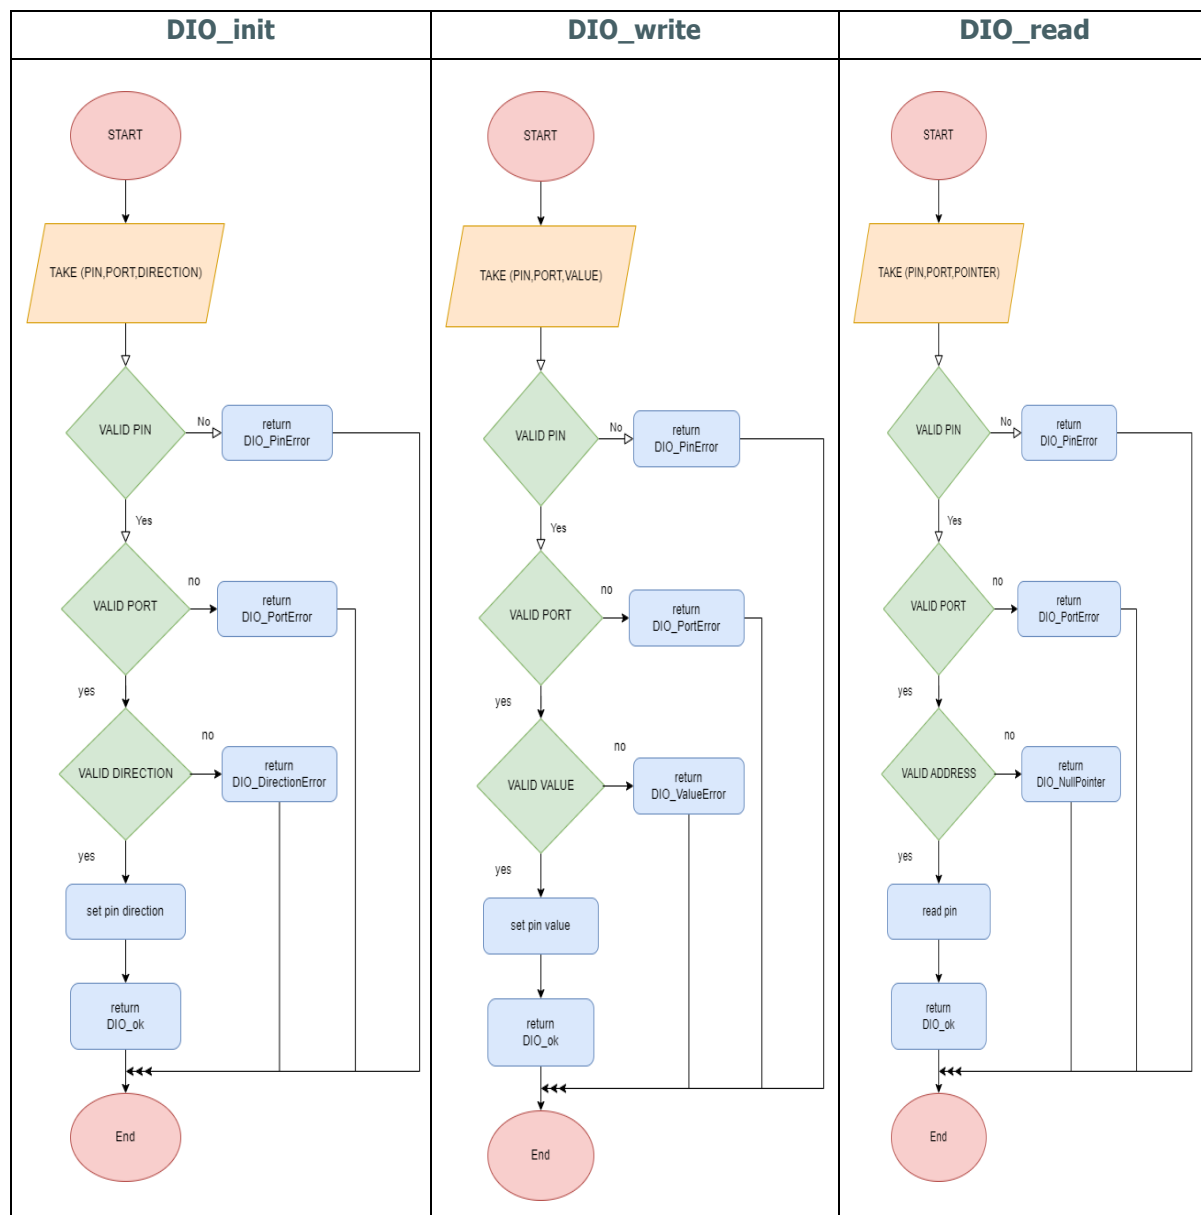 DIO_init
START
TAKE (PIN,PORT,DIRECTION)
VALID PIN
No
return
DIO_PinError
Yes
VALID PORT
no
return
DIO_PortError
yes
VALID DIRECTION
no
return
DIO_DirectionError
yes
set pin direction
return
DIO_ok
End
DIO_write
START
TAKE (PIN,PORT,VALUE)
VALID PIN
No
return
DIO_PinError
Yes
VALID PORT
no
return
DIO_PortError
yes
VALID VALUE
no
return
DIO_ValueError
yes
set pin value
return
DIO_ok
End
DIO_read
START
TAKE (PIN,PORT,POINTER)
VALID PIN
No
return
DIO_PinError
Yes
VALID PORT
no
return
DIO_PortError
yes
VALID ADDRESS
no
return
DIO_NullPointer
yes
read pin
return
DIO_ok
End